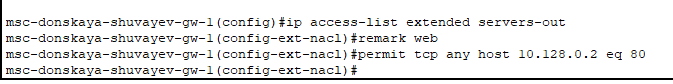 msc-donskaya-shuvayev-gw-1(config)#ip access-list extended servers-out
msc-donskaya-shuvayev-gw-1(config-ext-nacl)#remark web
msc-donskaya-shuvayev-gw-1(config-ext-nacl)#permit tcp any host 10.128.0.2 eq 80
msc-donskaya-shuvayev-gw-1(config-ext-nacl)#